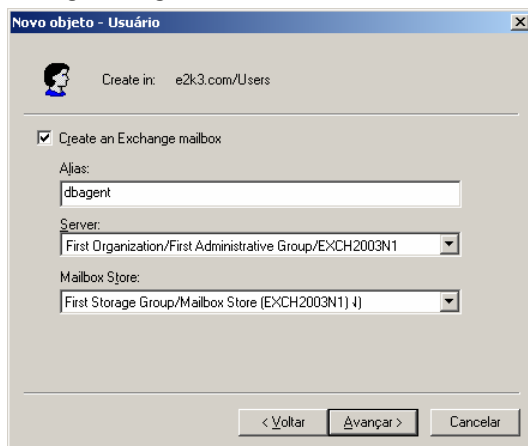 Novo objeto - Usuário
Create in: e2k3.com/Users
Create an Exchange mailbox
Alias:
dbagent
Server:
First Organization/First Administrative Group/EXCH2003N1
Mailbox Store:
First Storage Group/Mailbox Store (EXCH2003N1) √)
< Voltar Avançar > Cancelar